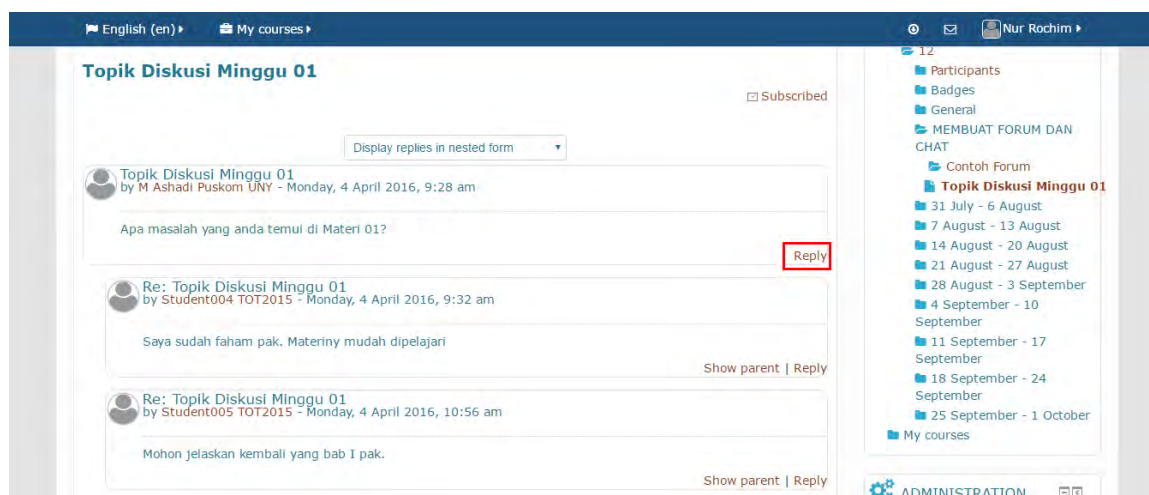 English (en)
My courses
Nur Rochim
Topik Diskusi Minggu 01
Subscribed
Display replies in nested form
Topik Diskusi Minggu 01
by M Ashadi Puskom UNY - Monday, 4 April 2016, 9:28 am
Apa masalah yang anda temui di Materi 01?
Reply
Re: Topik Diskusi Minggu 01
by Student004 TOT2015 - Monday, 4 April 2016, 9:32 am
Saya sudah faham pak. Materiny mudah dipelajari
Show parent | Reply
Re: Topik Diskusi Minggu 01
by Student005 TOT2015 - Monday, 4 April 2016, 10:56 am
Mohon jelaskan kembali yang bab I pak.
Show parent | Reply
12
Participants
Badges
General
MEMBUAT FORUM DAN
CHAT
Contoh Forum
Topik Diskusi Minggu 01
31 July - 6 August
7 August - 13 August
14 August - 20 August
21 August - 27 August
28 August - 3 September
4 September - 10
September
11 September - 17
September
18 September - 24
September
25 September - 1 October
My courses
ADMINISTRATION